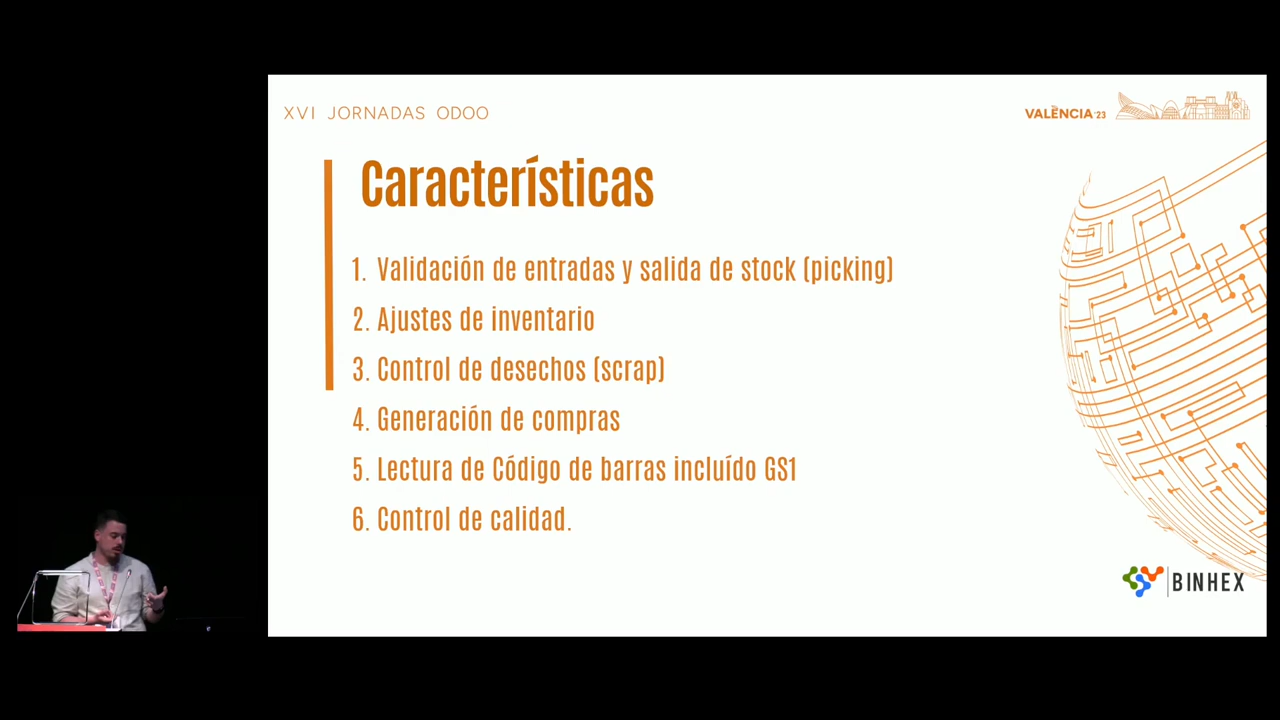 XVI JORNADAS ODOO
VALÈNCIA '23
Características
1. Validación de entradas y salida de stock (picking)
2. Ajustes de inventario
3. Control de desechos (scrap)
4. Generación de compras
5. Lectura de Código de barras incluído GS1
6. Control de calidad.
BINHEX